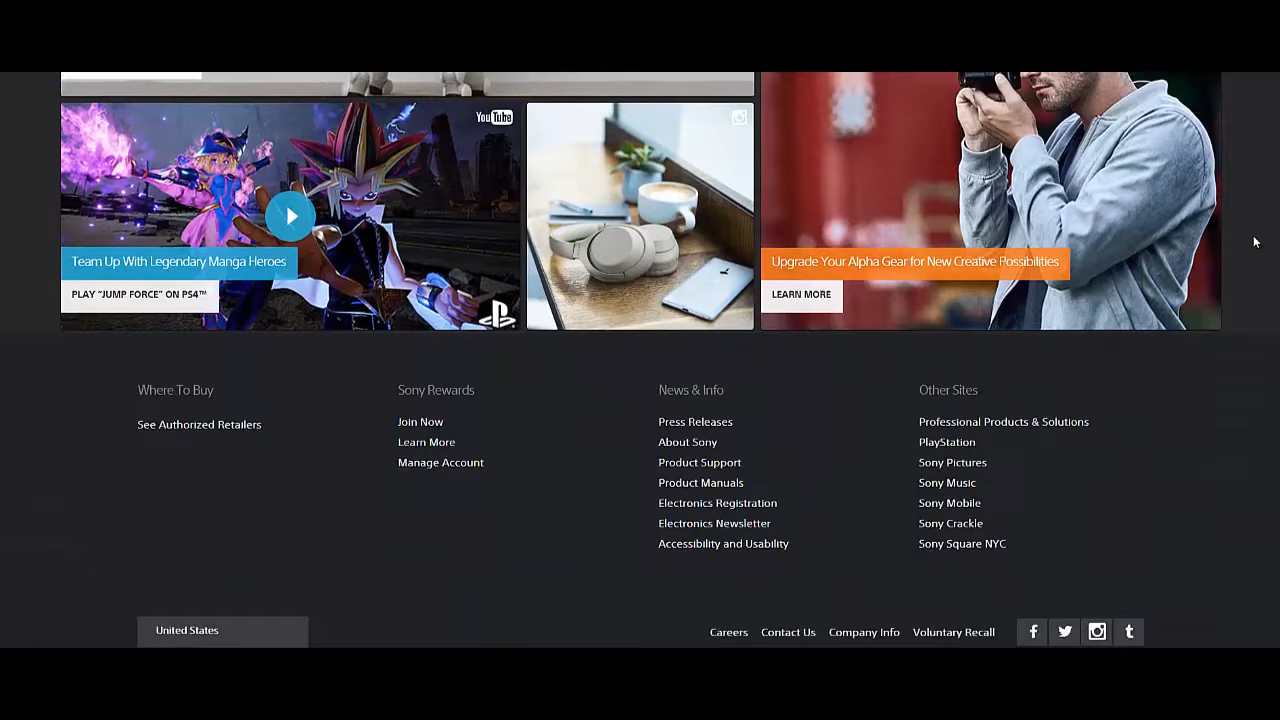 YouTube
Team Up With Legendary Manga Heroes
PLAY “JUMP FORCE” ON PS4™
Upgrade Your Alpha Gear for New Creative Possibilities
LEARN MORE
Where To Buy
See Authorized Retailers
Sony Rewards
Join Now
Learn More
Manage Account
News & Info
Press Releases
About Sony
Product Support
Product Manuals
Electronics Registration
Electronics Newsletter
Accessibility and Usability
Other Sites
Professional Products & Solutions
PlayStation
Sony Pictures
Sony Music
Sony Mobile
Sony Crackle
Sony Square NYC
United States
Careers Contact Us Company Info Voluntary Recall